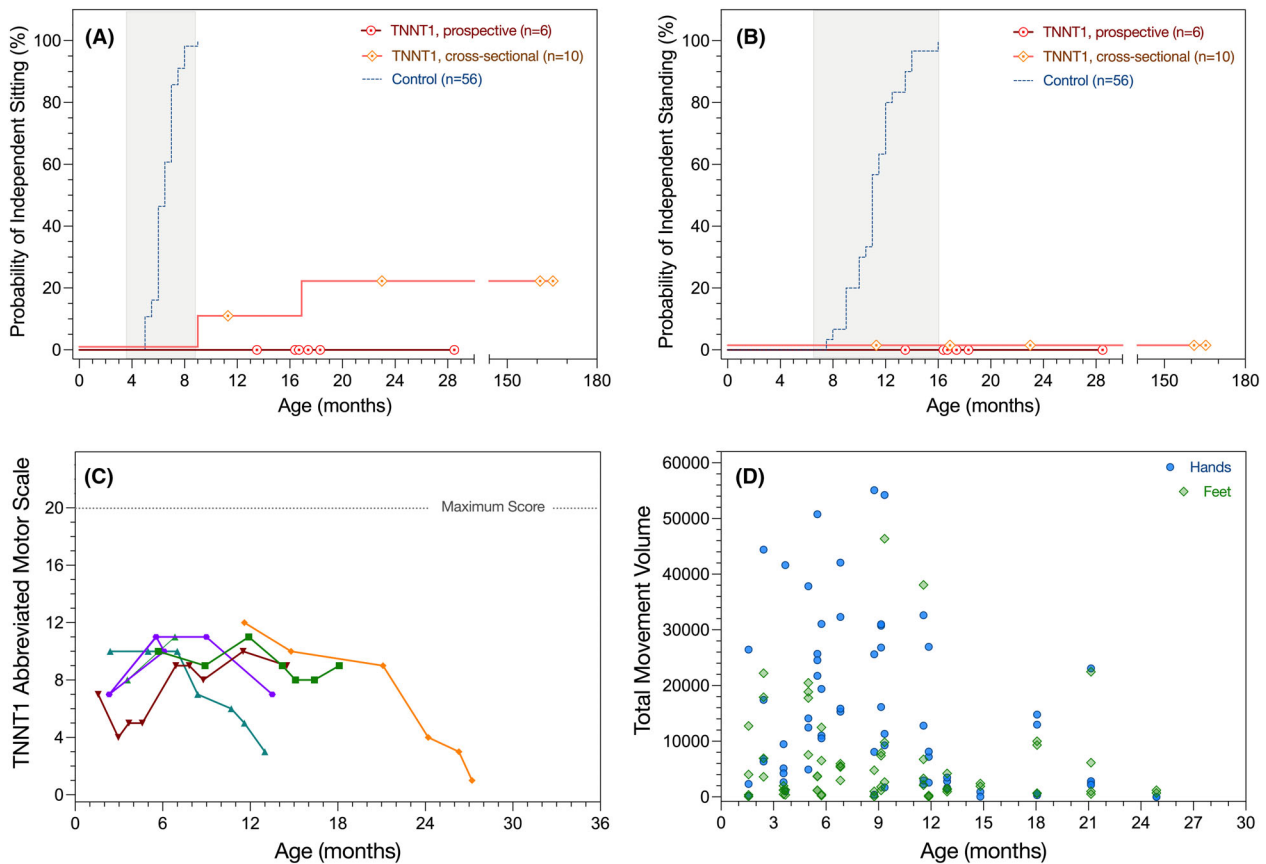 (A)
TNNT1, prospective (n=6)
TNNT1, cross-sectional (n=10)
Control (n=56)
Probability of Independent Sitting (%)
100
80
60
40
20
0
0 4 8 12 16 20 24 28 150 180
Age (months)
(B)
TNNT1, prospective (n=6)
TNNT1, cross-sectional (n=10)
Control (n=56)
Probability of Independent Standing (%)
100
80
60
40
20
0
0 4 8 12 16 20 24 28 150 180
Age (months)
(C)
Maximum Score
TNNT1 Abbreviated Motor Scale
20
16
12
8
4
0
0 6 12 18 24 30 36
Age (months)
(D)
Hands
Feet
Total Movement Volume
60000
50000
40000
30000
20000
10000
0
0 3 6 9 12 15 18 21 24 27 30
Age (months)